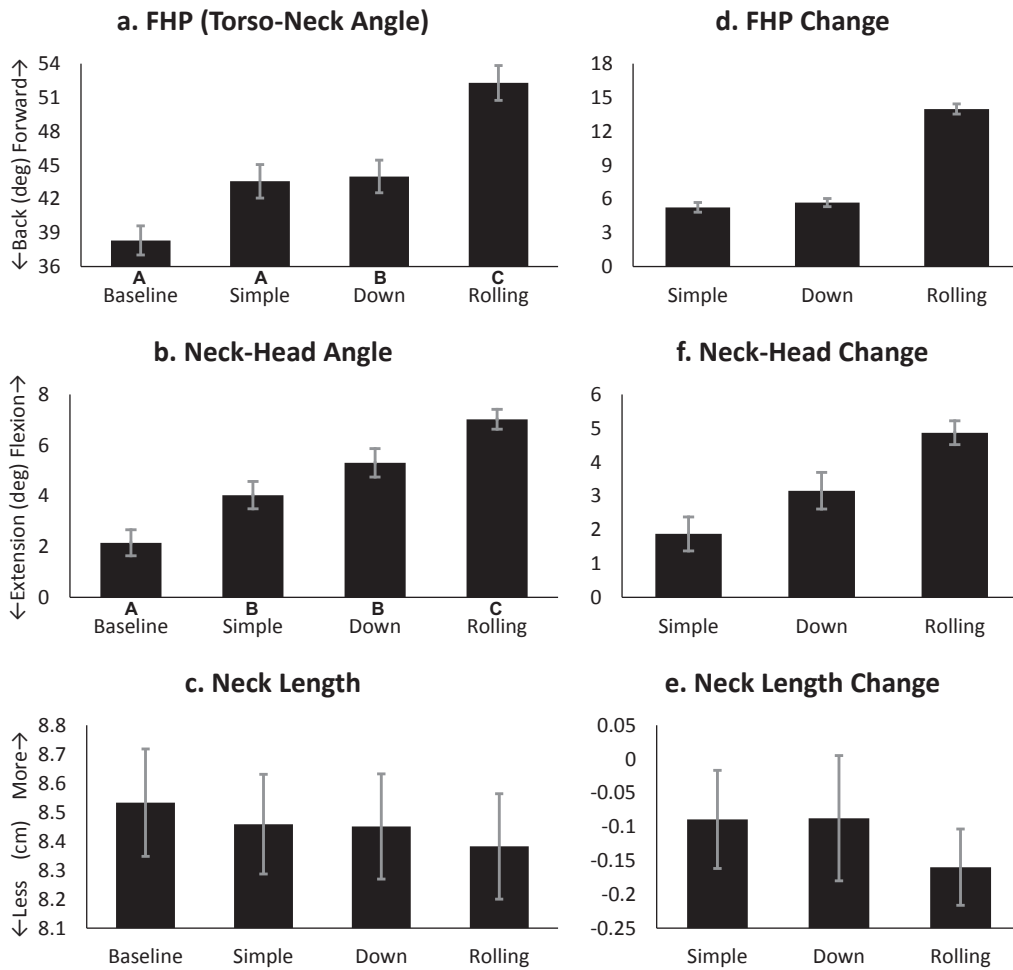 a. FHP (Torso-Neck Angle)
←Back (deg) Forward→
54
51
48
45
42
39
36
A A B C
Baseline Simple Down Rolling
d. FHP Change
18
15
12
9
6
3
0
Simple Down Rolling
b. Neck-Head Angle
←Extension (deg) Flexion→
8
6
4
2
0
A B B C
Baseline Simple Down Rolling
f. Neck-Head Change
6
5
4
3
2
1
0
Simple Down Rolling
c. Neck Length
←Less (cm) More→
8.8
8.7
8.6
8.5
8.4
8.3
8.2
8.1
Baseline Simple Down Rolling
e. Neck Length Change
0.05
0
-0.05
-0.1
-0.15
-0.2
-0.25
Simple Down Rolling